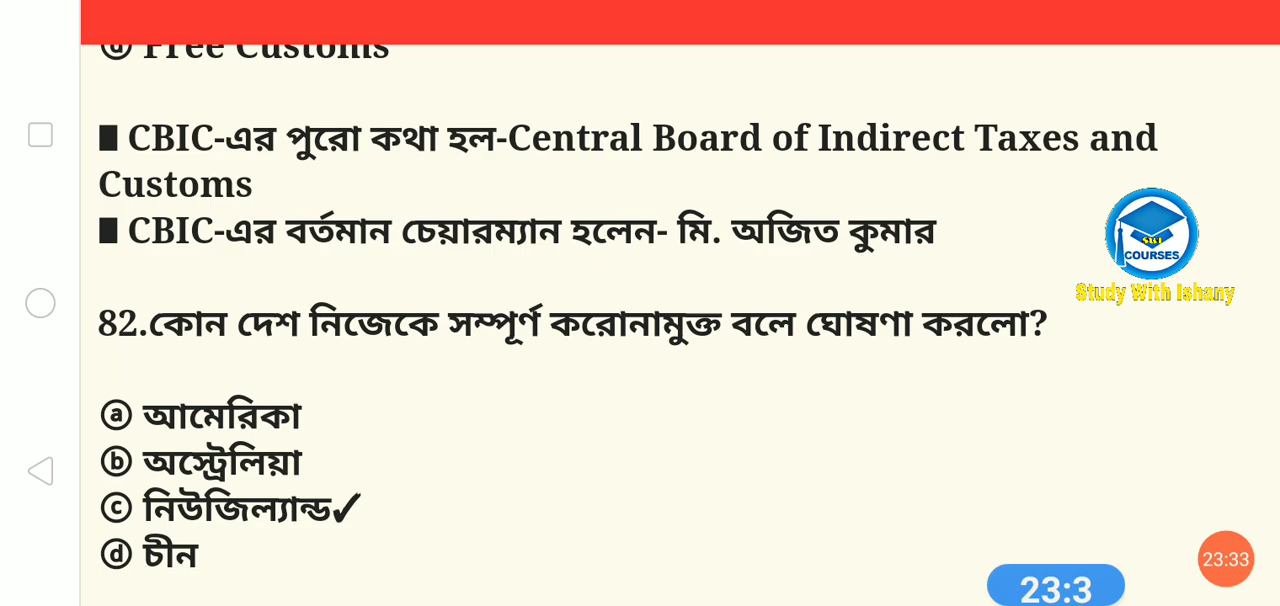 ⓓ Free Customs
■ CBIC-এর পুরো কথা হল-Central Board of Indirect Taxes and
Customs
■ CBIC-এর বর্তমান চেয়ারম্যান হলেন- মি. অজিত কুমার
82.কোন দেশ নিজেকে সম্পূর্ণ করোনামুক্ত বলে ঘোষণা করলো?
ⓐ আমেরিকা
ⓑ অস্ট্রেলিয়া
ⓒ নিউজিল্যান্ড✓
ⓓ চীন
SWI
COURSES
Study With Ishany
23:33
23:3